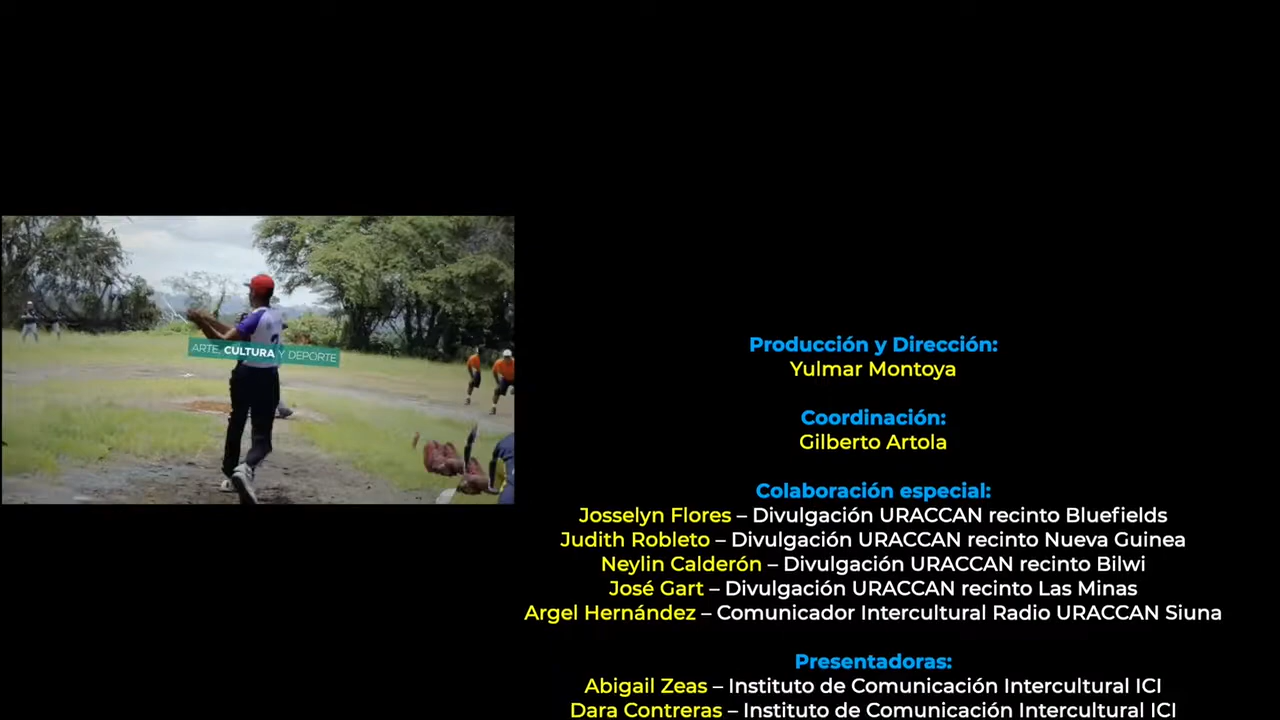 ARTE, CULTURA Y DEPORTE
Producción y Dirección:
Yulmar Montoya
Coordinación:
Gilberto Artola
Colaboración especial:
Josselyn Flores – Divulgación URACCAN recinto Bluefields
Judith Robleto – Divulgación URACCAN recinto Nueva Guinea
Neylin Calderón – Divulgación URACCAN recinto Bilwi
José Gart – Divulgación URACCAN recinto Las Minas
Argel Hernández – Comunicador Intercultural Radio URACCAN Siuna
Presentadoras:
Abigail Zeas – Instituto de Comunicación Intercultural ICI
Dara Contreras – Instituto de Comunicación Intercultural ICI